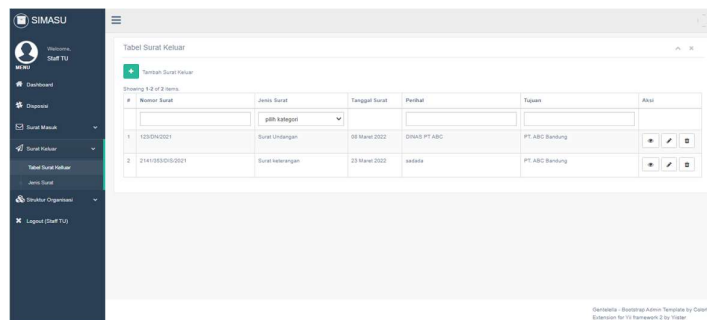 SIMASU
Welcome,
Staff TU
MENU
Dashboard
Disposisi
Surat Masuk
Surat Keluar
Tabel Surat Keluar
Jenis Surat
Struktur Organisasi
Logout (Staff TU)
Tabel Surat Keluar
Tambah Surat Keluar
Showing 1-2 of 2 items.
# Nomor Surat Jenis Surat Tanggal Surat Perihal Tujuan Aksi
pilih kategori
1 123/DN/2021 Surat Undangan 08 Maret 2022 DINAS PT ABC PT. ABC Bandung
2 2141/353/DIS/2021 Surat keterangan 23 Maret 2022 sadada PT. ABC Bandung
Gentelella - Bootstrap Admin Template by Colorlib
Extension for Yii framework 2 by Yiister